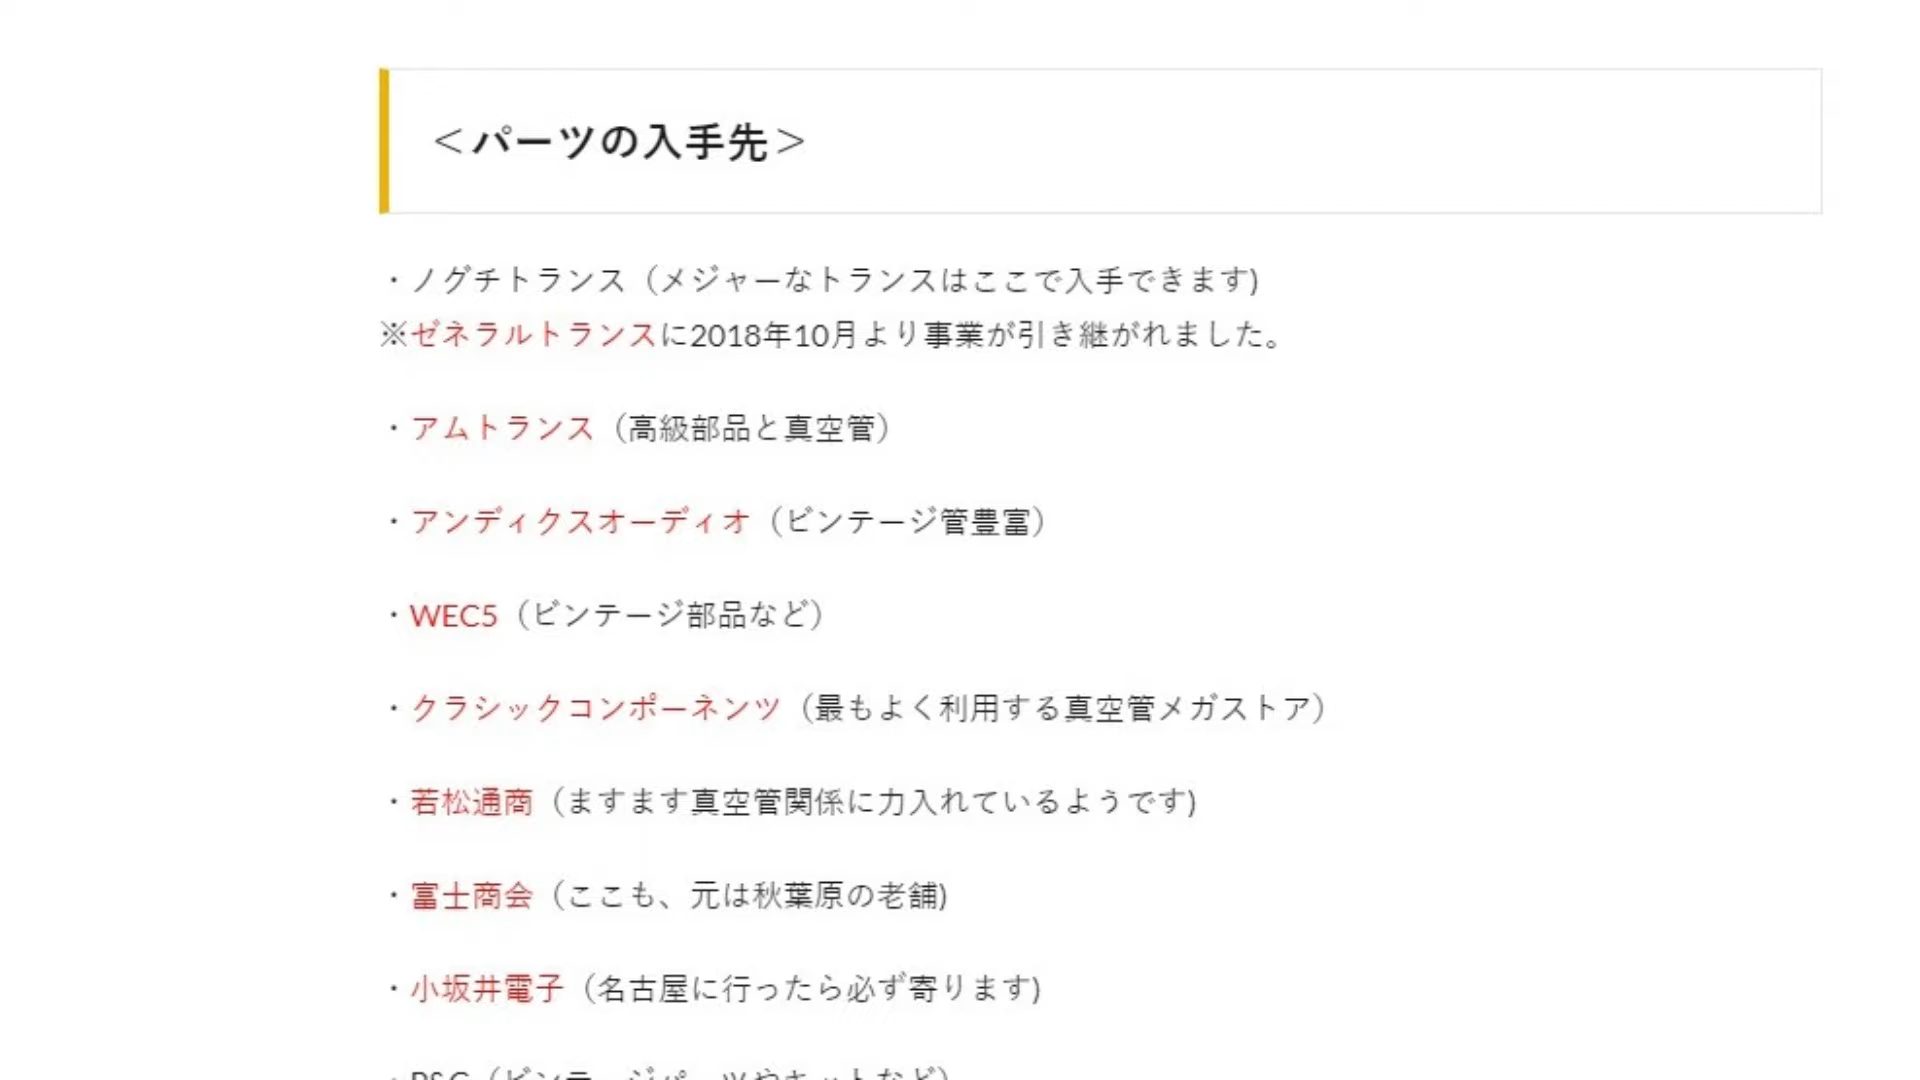 ＜パーツの入手先＞
・ノグチトランス（メジャーなトランスはここで入手できます)
※ゼネラルトランスに2018年10月より事業が引き継がれました。
・アムトランス（高級部品と真空管）
・アンディクスオーディオ（ビンテージ管豊富）
・WEC5（ビンテージ部品など）
・クラシックコンポーネンツ（最もよく利用する真空管メガストア）
・若松通商（ますます真空管関係に力入れているようです)
・富士商会（ここも、元は秋葉原の老舗)
・小坂井電子（名古屋に行ったら必ず寄ります)